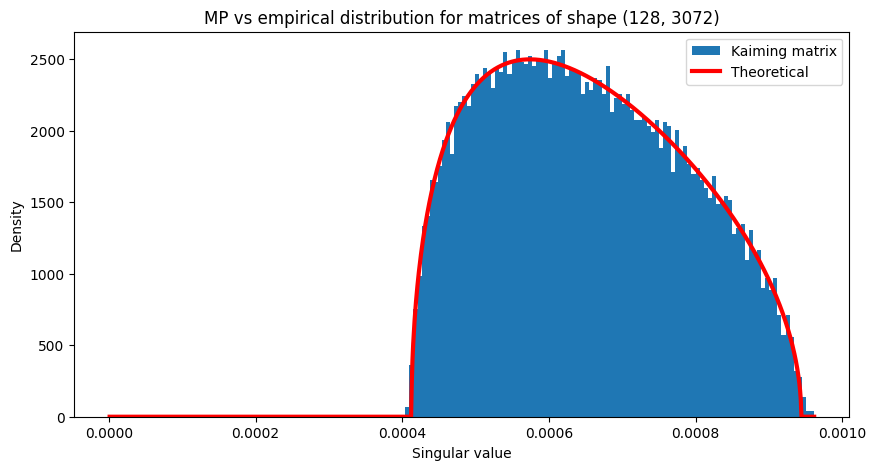 MP vs empirical distribution for matrices of shape (128, 3072)
Kaiming matrix
Theoretical
Density
2500
2000
1500
1000
500
0
0.0000
0.0002
0.0004
0.0006
0.0008
0.0010
Singular value